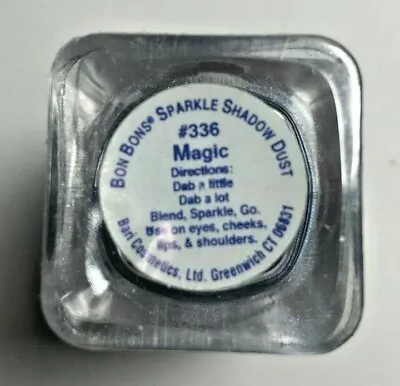 BON BONS® SPARKLE SHADOW DUST
#336
Magic
Directions:
Dab a little
Dab a lot
Blend, Sparkle, Go.
Use on eyes, cheeks,
lips, & shoulders.
Bari Cosmetics, Ltd. Greenwich CT 06831